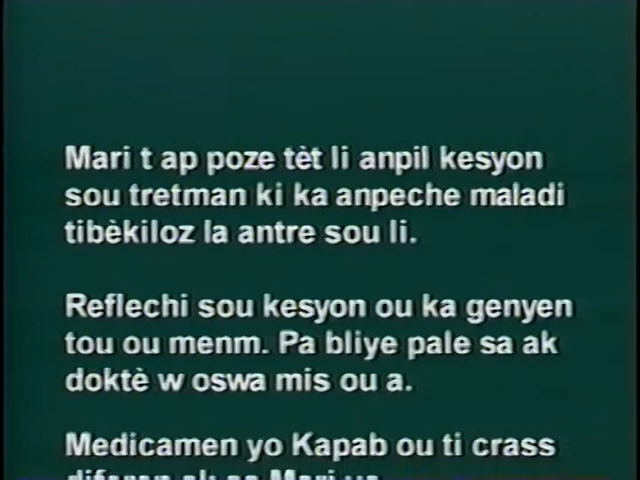 Mari t ap poze tèt li anpil kesyon
sou tretman ki ka anpeche maladi
tibèkiloz la antre sou li.
Reflechi sou kesyon ou ka genyen
tou ou menm. Pa bliye pale sa ak
doktè w oswa mis ou a.
Medicamen yo Kapab ou ti crass